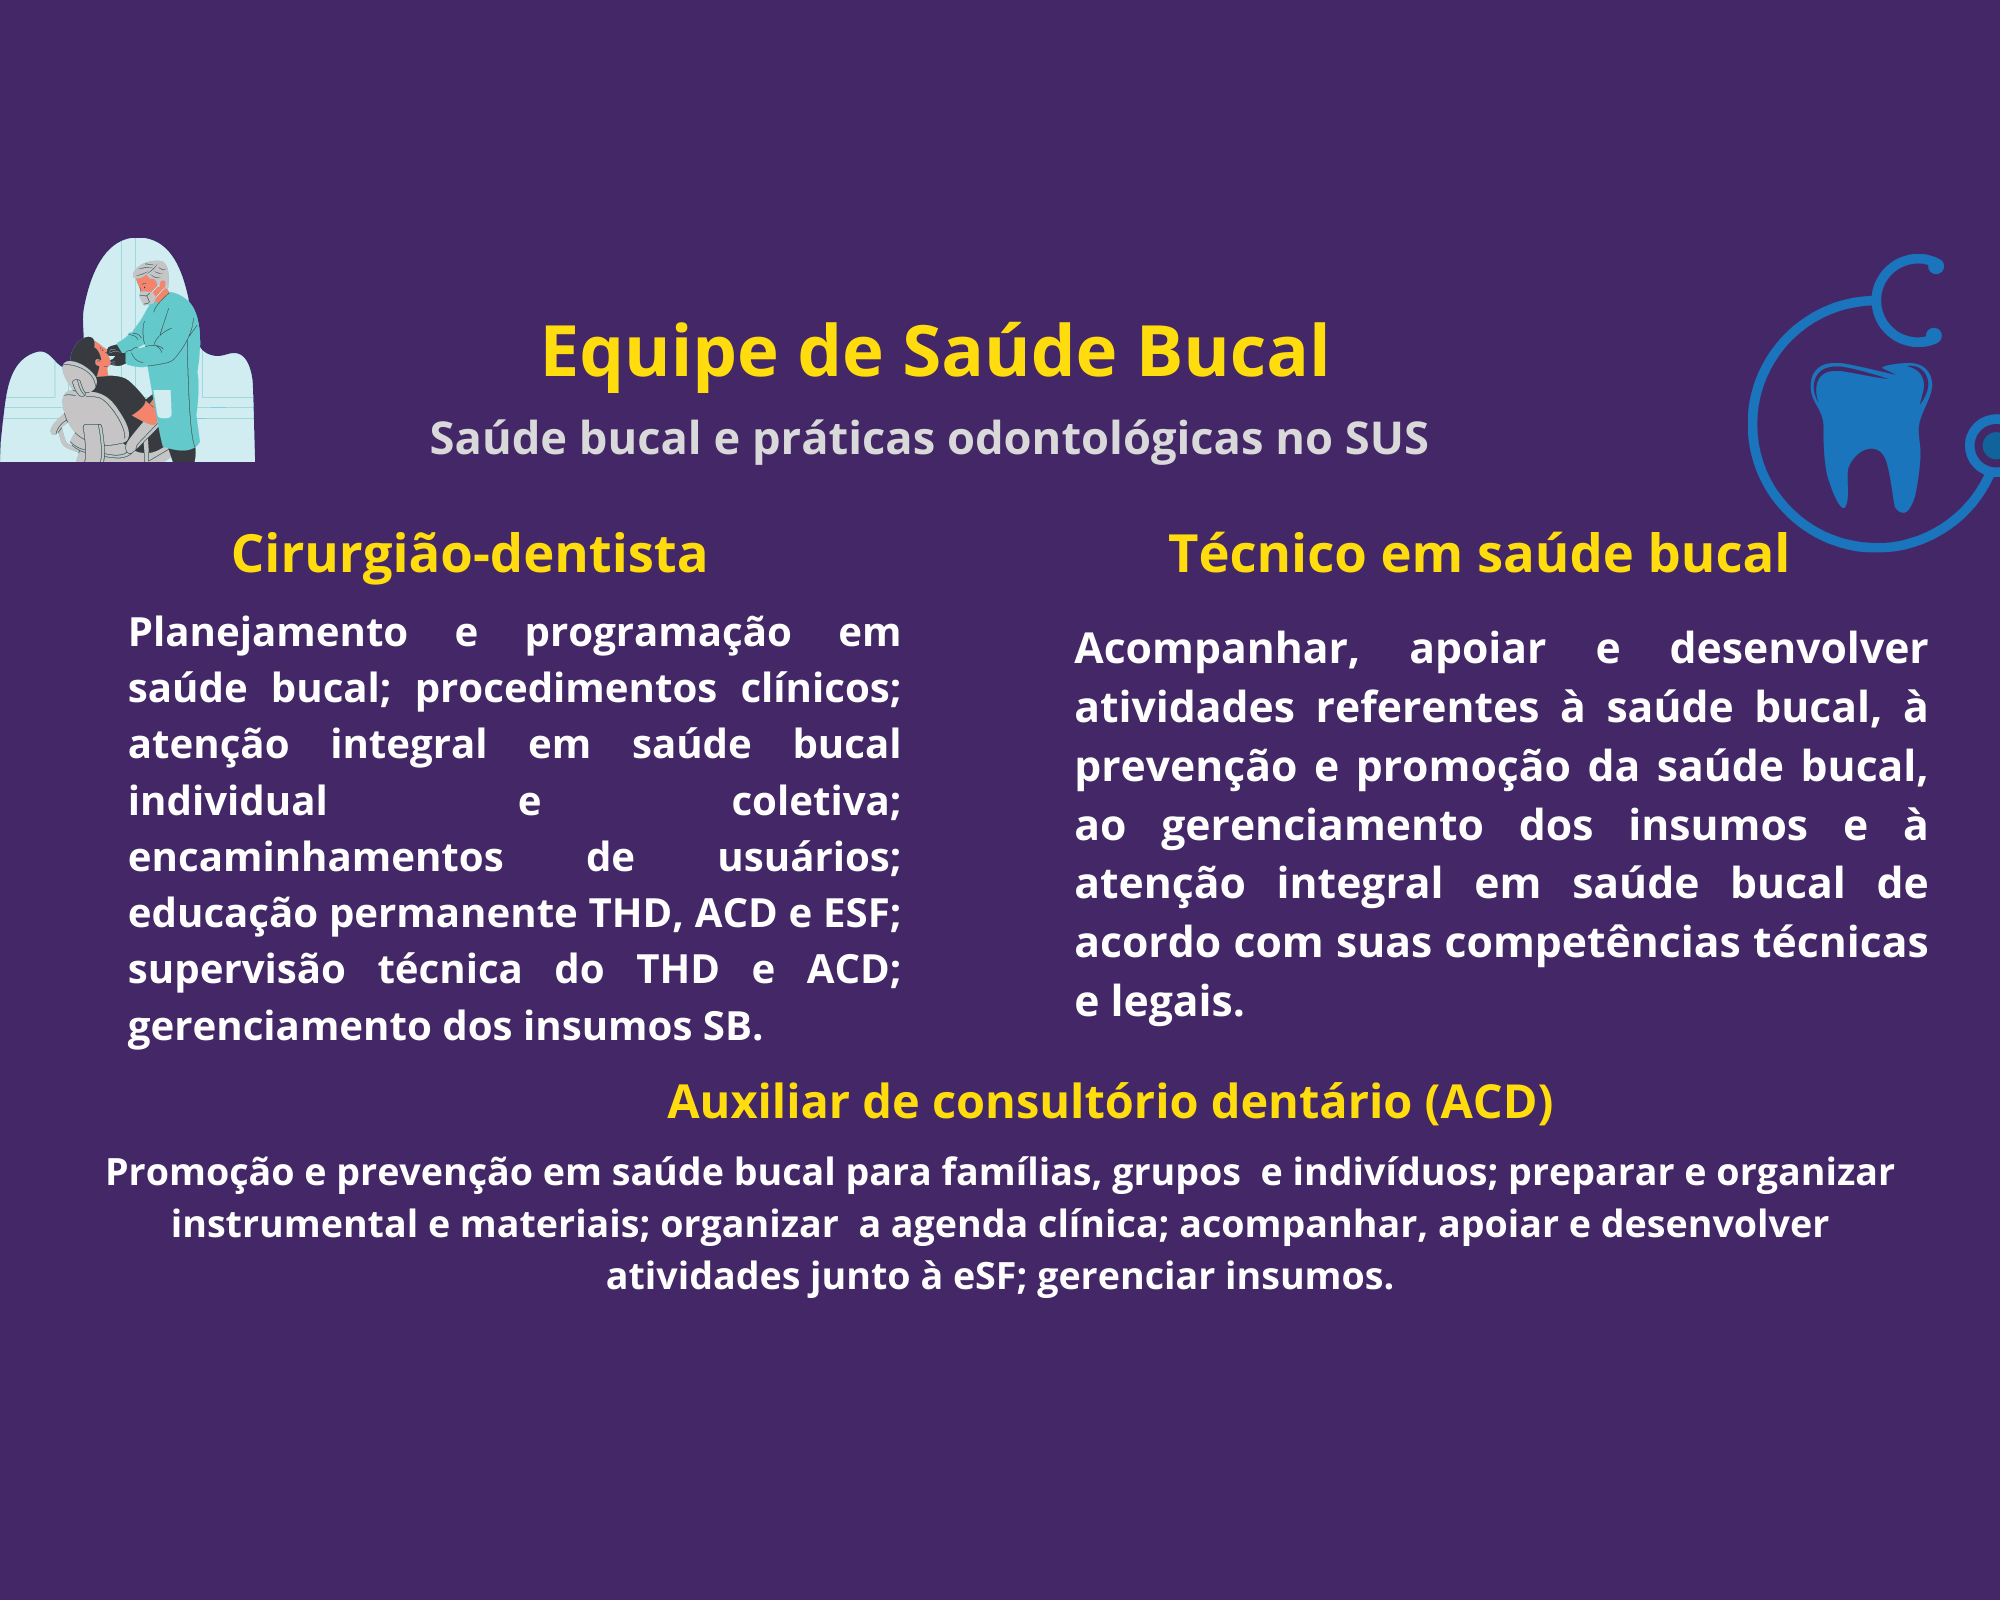 Equipe de Saúde Bucal
Saúde bucal e práticas odontológicas no SUS
Cirurgião-dentista
Planejamento e programação em
saúde bucal; procedimentos clínicos;
atenção integral em saúde bucal
individual e coletiva;
encaminhamentos de usuários;
educação permanente THD, ACD e ESF;
supervisão técnica do THD e ACD;
gerenciamento dos insumos SB.
Técnico em saúde bucal
Acompanhar, apoiar e desenvolver
atividades referentes à saúde bucal, à
prevenção e promoção da saúde bucal,
ao gerenciamento dos insumos e à
atenção integral em saúde bucal de
acordo com suas competências técnicas
e legais.
Auxiliar de consultório dentário (ACD)
Promoção e prevenção em saúde bucal para famílias, grupos  e indivíduos; preparar e organizar
instrumental e materiais; organizar  a agenda clínica; acompanhar, apoiar e desenvolver
atividades junto à eSF; gerenciar insumos.